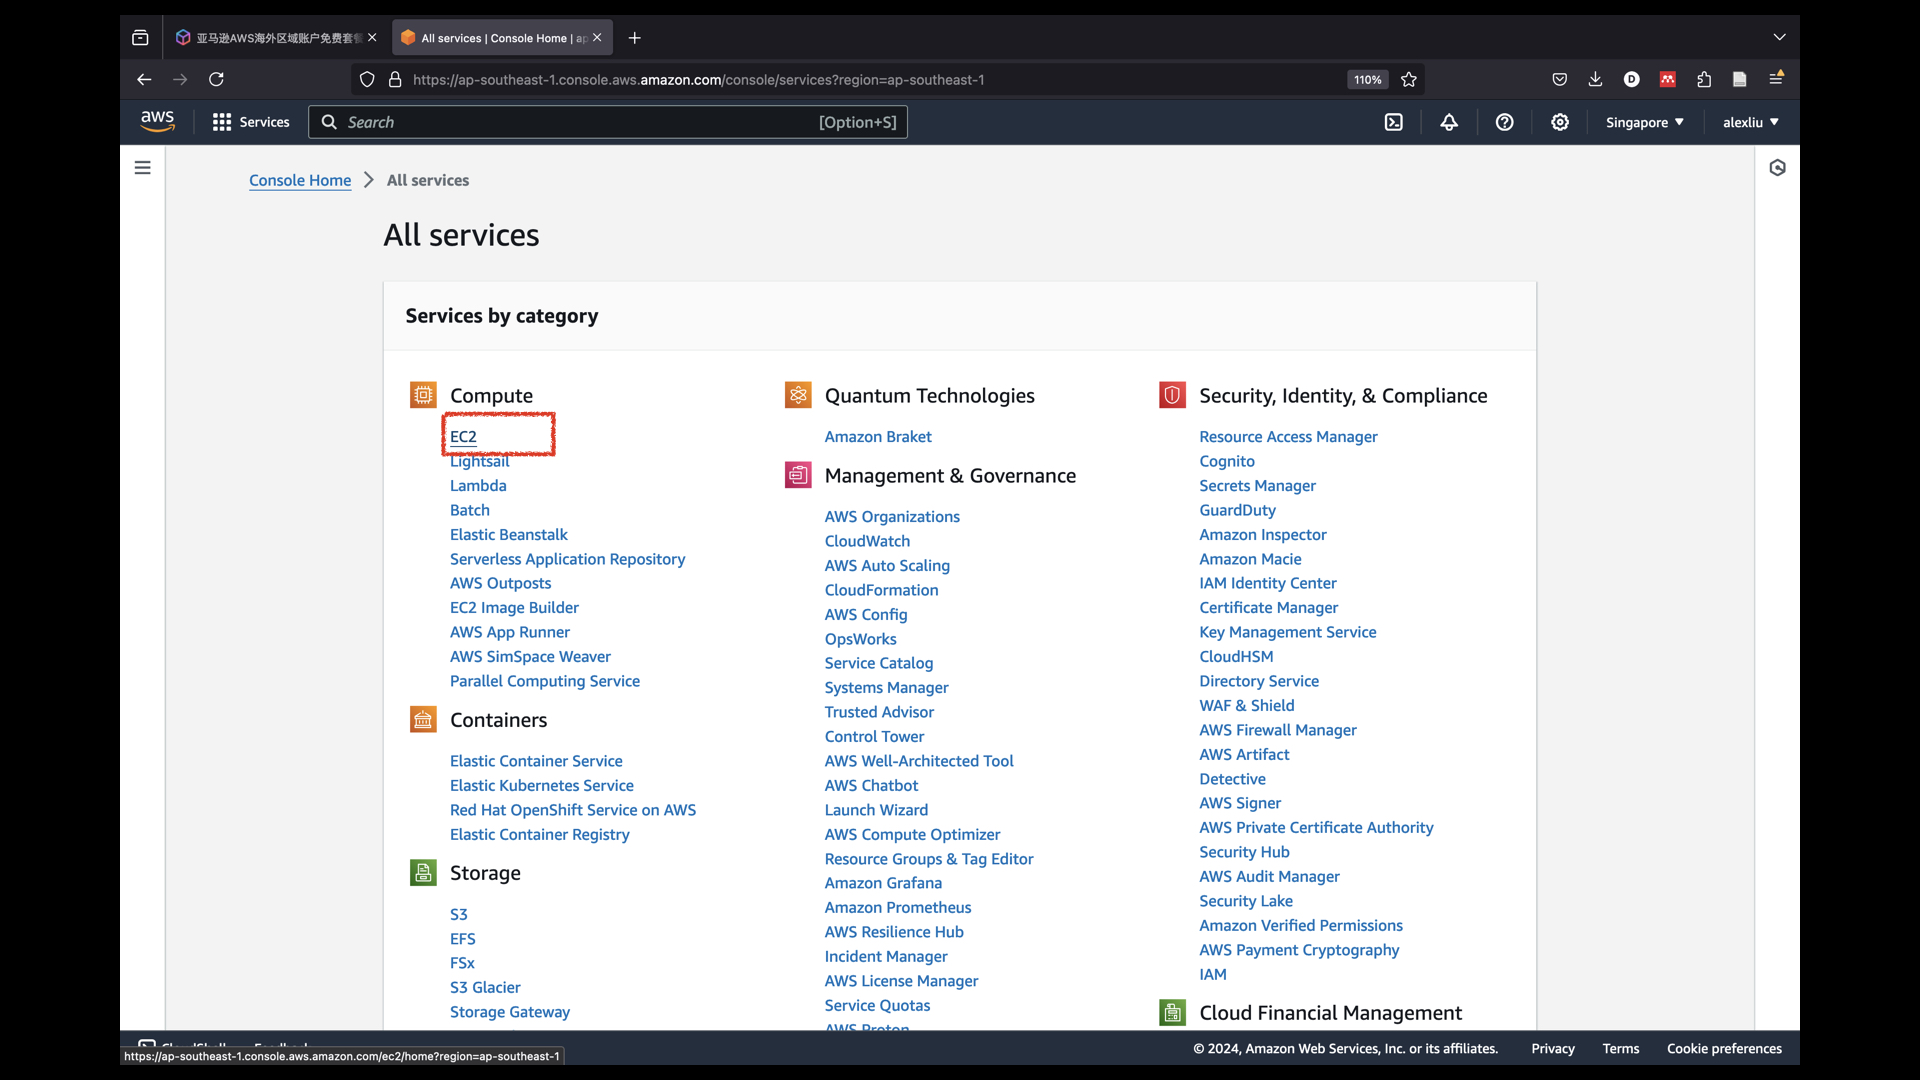 亚马逊AWS海外区域账户免费套餐
All services | Console Home | ap
https://ap-southeast-1.console.aws.amazon.com/console/services?region=ap-southeast-1
110%
aws
Services
Search
[Option+S]
Singapore
alexliu
Console Home
All services
All services
Services by category
Compute
EC2
Lightsail
Lambda
Batch
Elastic Beanstalk
Serverless Application Repository
AWS Outposts
EC2 Image Builder
AWS App Runner
AWS SimSpace Weaver
Parallel Computing Service
Containers
Elastic Container Service
Elastic Kubernetes Service
Red Hat OpenShift Service on AWS
Elastic Container Registry
Storage
S3
EFS
FSx
S3 Glacier
Storage Gateway
Quantum Technologies
Amazon Braket
Management & Governance
AWS Organizations
CloudWatch
AWS Auto Scaling
CloudFormation
AWS Config
OpsWorks
Service Catalog
Systems Manager
Trusted Advisor
Control Tower
AWS Well-Architected Tool
AWS Chatbot
Launch Wizard
AWS Compute Optimizer
Resource Groups & Tag Editor
Amazon Grafana
Amazon Prometheus
AWS Resilience Hub
Incident Manager
AWS License Manager
Service Quotas
AWS Proton
Security, Identity, & Compliance
Resource Access Manager
Cognito
Secrets Manager
GuardDuty
Amazon Inspector
Amazon Macie
IAM Identity Center
Certificate Manager
Key Management Service
CloudHSM
Directory Service
WAF & Shield
AWS Firewall Manager
AWS Artifact
Detective
AWS Signer
AWS Private Certificate Authority
Security Hub
AWS Audit Manager
Security Lake
Amazon Verified Permissions
AWS Payment Cryptography
IAM
Cloud Financial Management
CloudShell
Feedback
https://ap-southeast-1.console.aws.amazon.com/ec2/home?region=ap-southeast-1
© 2024, Amazon Web Services, Inc. or its affiliates.
Privacy
Terms
Cookie preferences